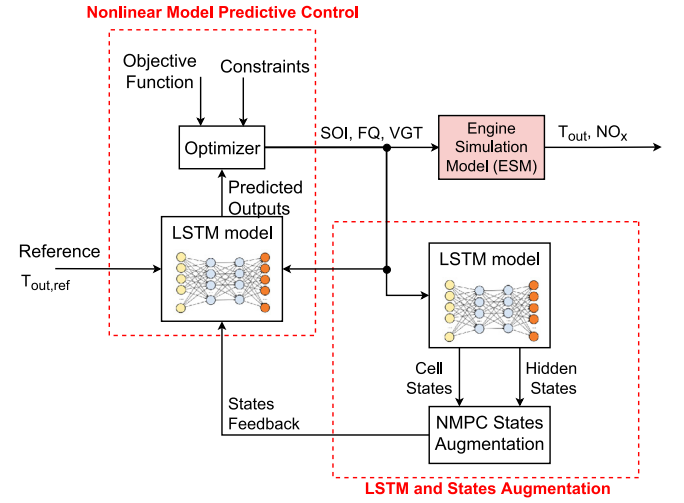 Nonlinear Model Predictive Control
Objective
Function
Constraints
Optimizer
SOI, FQ, VGT
Engine
Simulation
Model (ESM)
Tout, NOx
Predicted
Outputs
LSTM model
Reference
Tout,ref
LSTM model
Cell
States
Hidden
States
States
Feedback
NMPC States
Augmentation
LSTM and States Augmentation